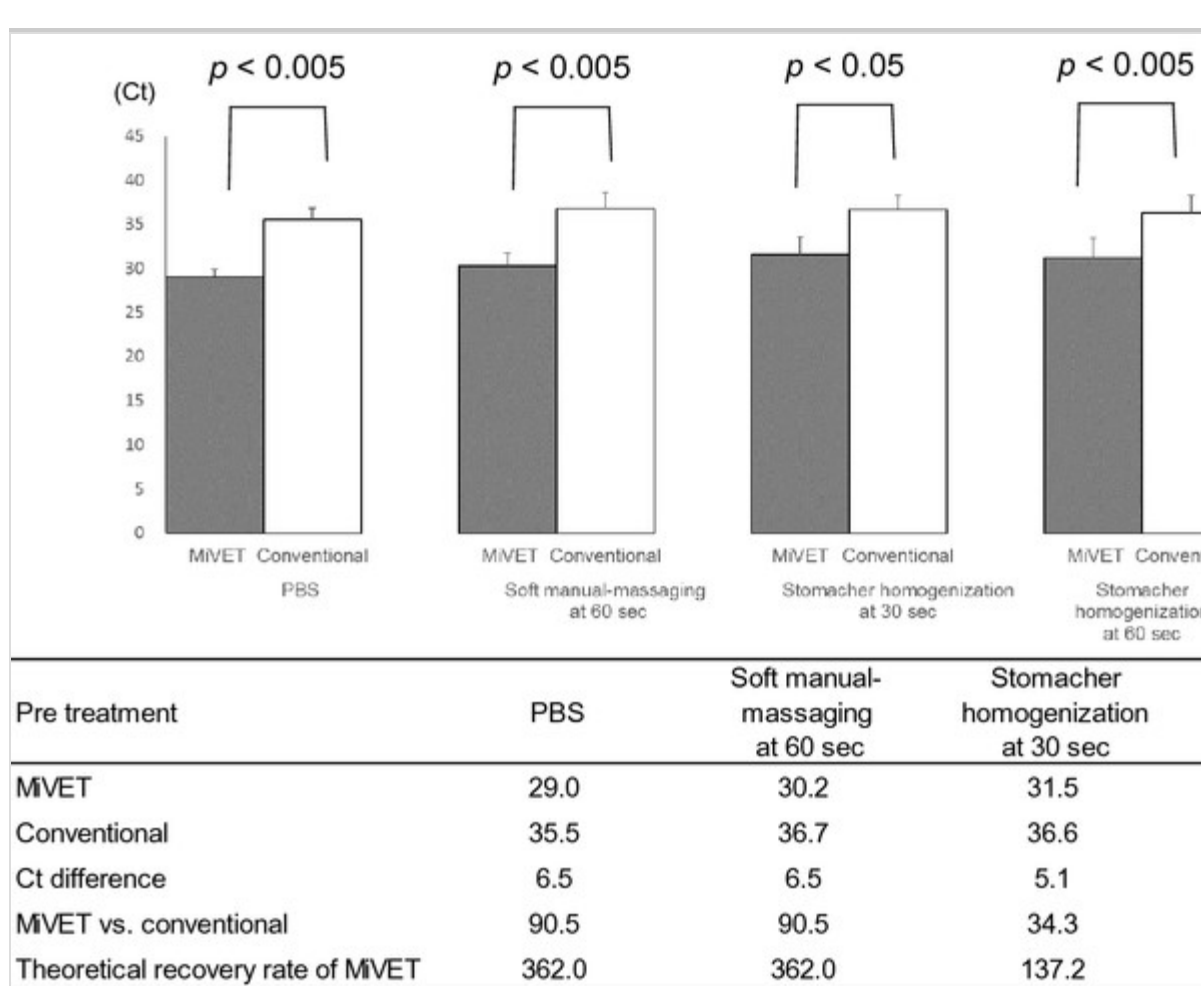 p < 0.005 p < 0.005 p < 0.05 p < 0.005
(Ct)
45
40
35
30
25
20
15
10
5
0
MiVET Conventional MiVET Conventional MiVET Conventional MiVET Conven
PBS
Soft manual-massaging
at 60 sec
Stomacher homogenization
at 30 sec
Stomacher
homogenization
at 60 sec
Pre treatment PBS
Soft manual-
massaging
at 60 sec
Stomacher
homogenization
at 30 sec
MiVET 29.0 30.2 31.5
Conventional 35.5 36.7 36.6
Ct difference 6.5 6.5 5.1
MiVET vs. conventional 90.5 90.5 34.3
Theoretical recovery rate of MiVET 362.0 362.0 137.2